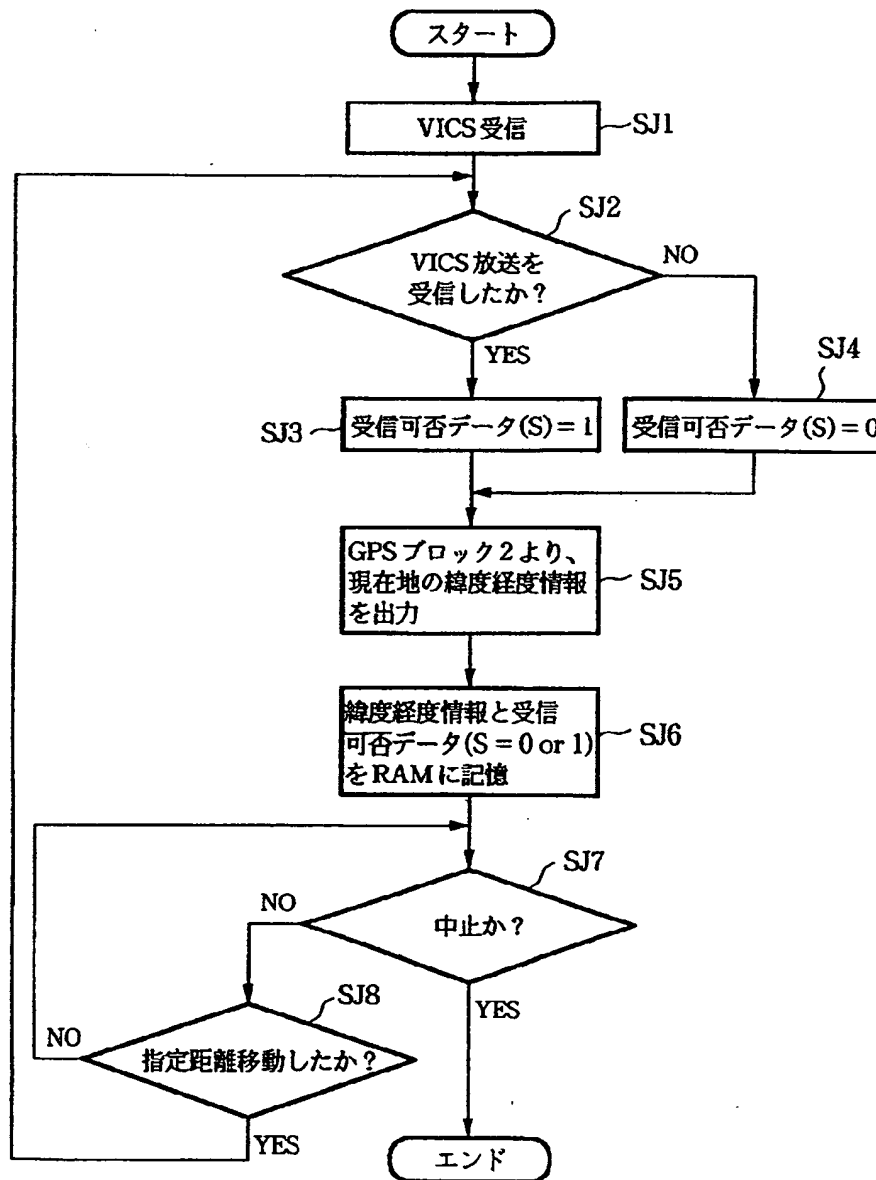 スタート
VICS受信
SJ1
SJ2
VICS放送を
受信したか?
NO
YES
SJ4
SJ3
受信可否データ(S)=1
受信可否データ(S)=0
GPSブロック2より、
現在地の緯度経度情報
を出力
SJ5
緯度経度情報と受信
可否データ(S=0 or 1)
をRAMに記憶
SJ6
SJ7
NO
中止か?
YES
SJ8
NO
指定距離移動したか?
YES
エンド